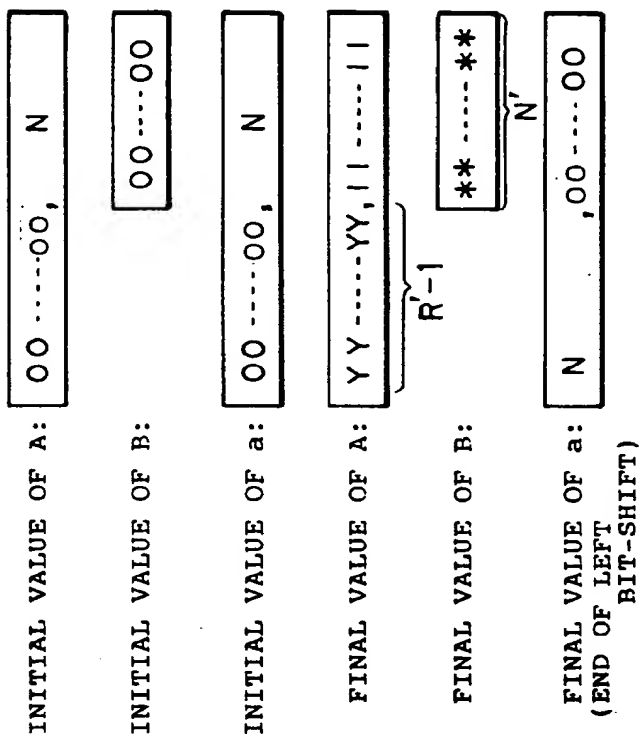 INITIAL VALUE OF A: 00-----00, N
INITIAL VALUE OF B: 00----00
INITIAL VALUE OF a: 00-----00, N
FINAL VALUE OF A: YY-----YY,11-----11
R'-1
FINAL VALUE OF B: **-----**
N'
FINAL VALUE OF a: N ,00----00
(END OF LEFT
BIT-SHIFT)